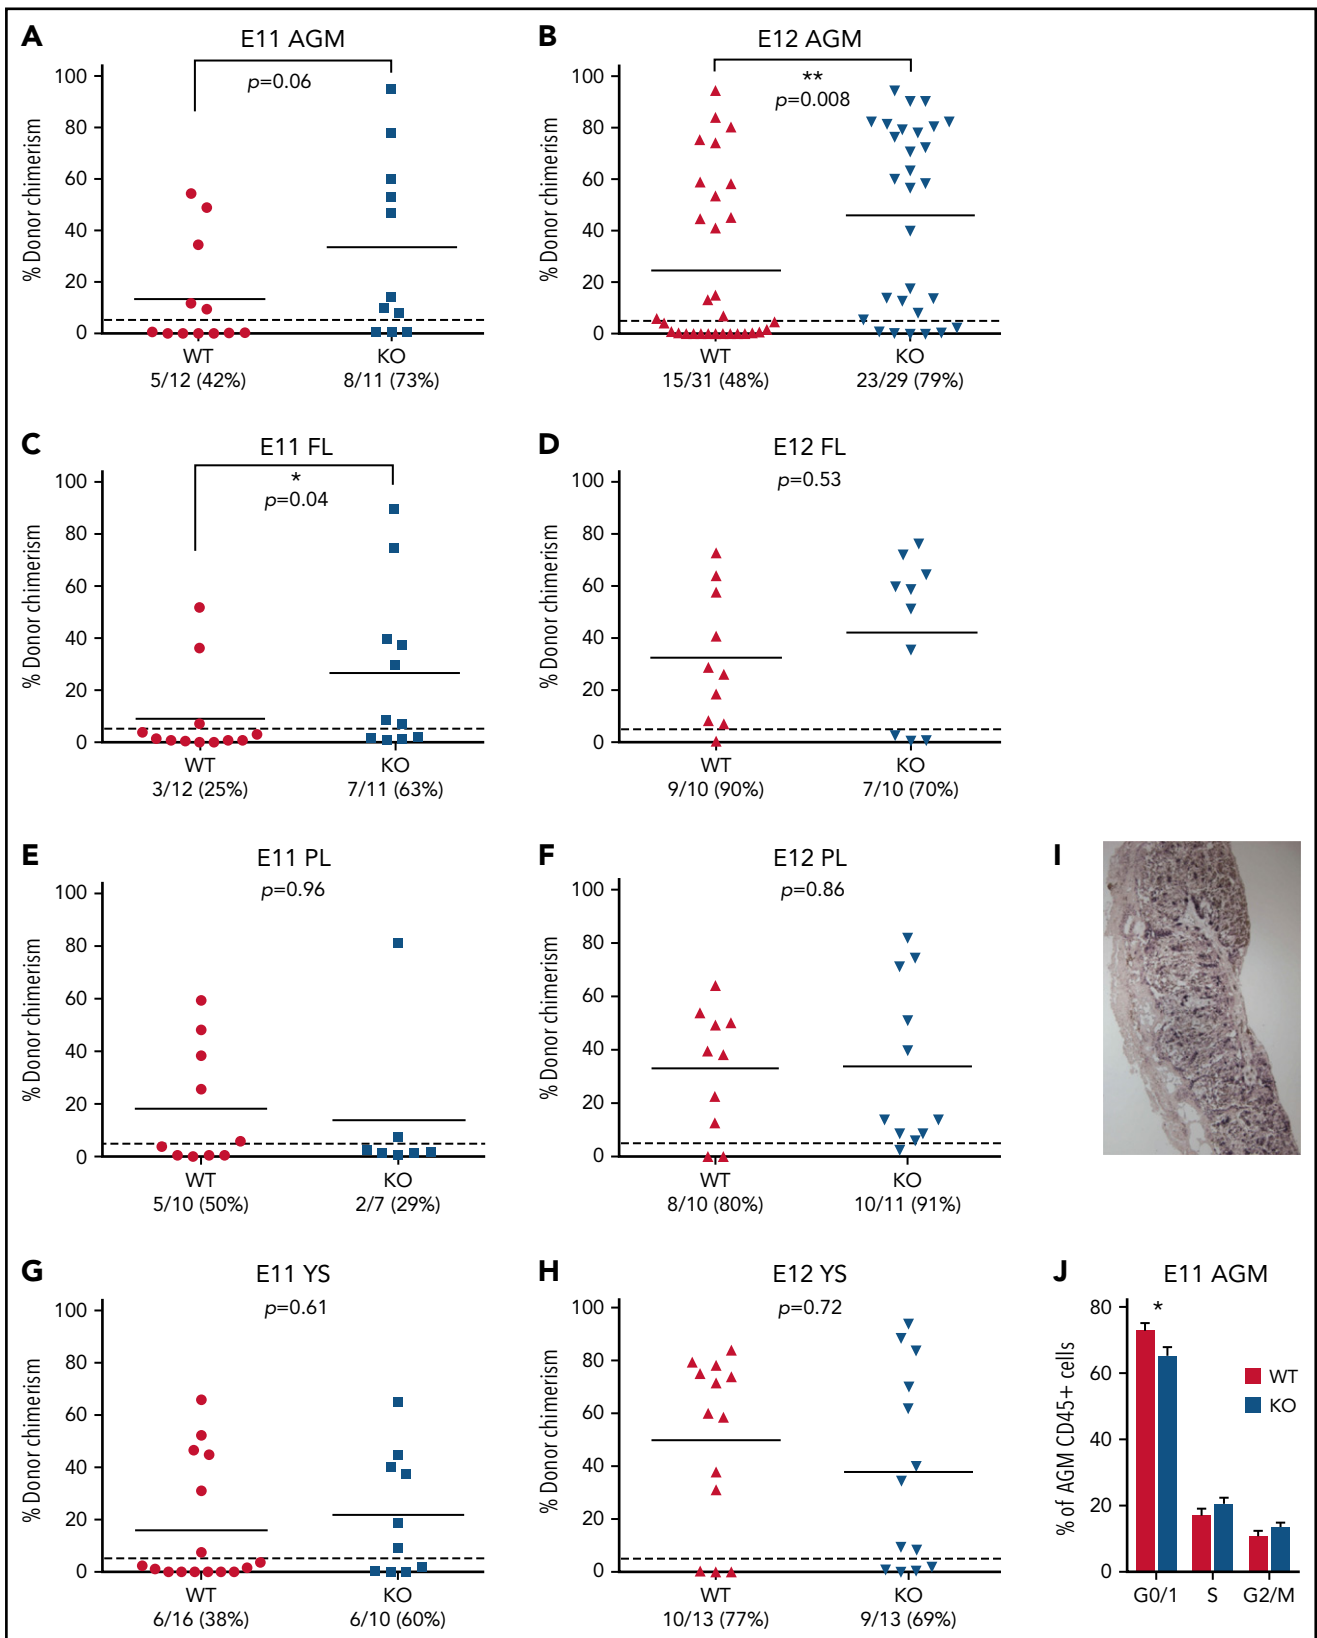 A
E11 AGM
p=0.06
% Donor chimerism
100
80
60
40
20
0
WT
KO
5/12 (42%)
8/11 (73%)
B
E12 AGM
**
p=0.008
% Donor chimerism
100
80
60
40
20
0
WT
KO
15/31 (48%)
23/29 (79%)
C
E11 FL
*
p=0.04
% Donor chimerism
100
80
60
40
20
0
WT
KO
3/12 (25%)
7/11 (63%)
D
E12 FL
p=0.53
% Donor chimerism
100
80
60
40
20
0
WT
KO
9/10 (90%)
7/10 (70%)
E
E11 PL
p=0.96
% Donor chimerism
100
80
60
40
20
0
WT
KO
5/10 (50%)
2/7 (29%)
F
E12 PL
p=0.86
% Donor chimerism
100
80
60
40
20
0
WT
KO
8/10 (80%)
10/11 (91%)
I
G
E11 YS
p=0.61
% Donor chimerism
100
80
60
40
20
0
WT
KO
6/16 (38%)
6/10 (60%)
H
E12 YS
p=0.72
% Donor chimerism
100
80
60
40
20
0
WT
KO
10/13 (77%)
9/13 (69%)
J
E11 AGM
*
% of AGM CD45+ cells
80
60
40
20
0
WT
KO
G0/1
S
G2/M